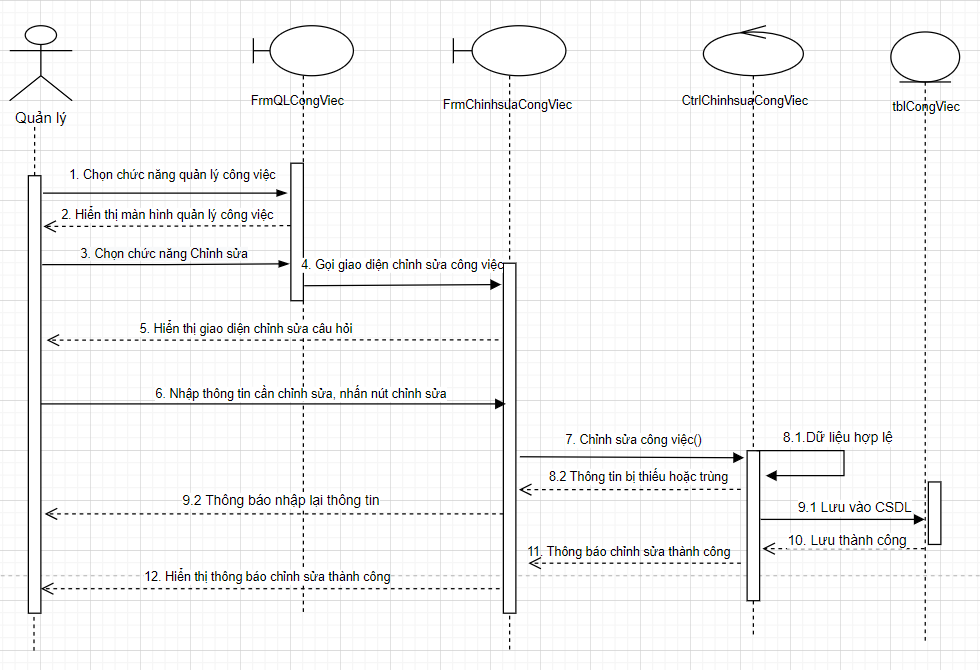 FrmQLCongViec
FrmChinhsuaCongViec
CtrlChinhsuaCongViec
tblCongViec
Quản lý
1. Chọn chức năng quản lý công việc
2. Hiển thị màn hình quản lý công việc
3. Chọn chức năng Chỉnh sửa
4. Gọi giao diện chỉnh sửa công việc
5. Hiển thị giao diện chỉnh sửa câu hỏi
6. Nhập thông tin cần chỉnh sửa, nhấn nút chỉnh sửa
7. Chỉnh sửa công việc()
8.1.Dữ liệu hợp lệ
8.2 Thông tin bị thiếu hoặc trùng
9.2 Thông báo nhập lại thông tin
9.1 Lưu vào CSDL
10. Lưu thành công
11. Thông báo chỉnh sửa thành công
12. Hiển thị thông báo chỉnh sửa thành công